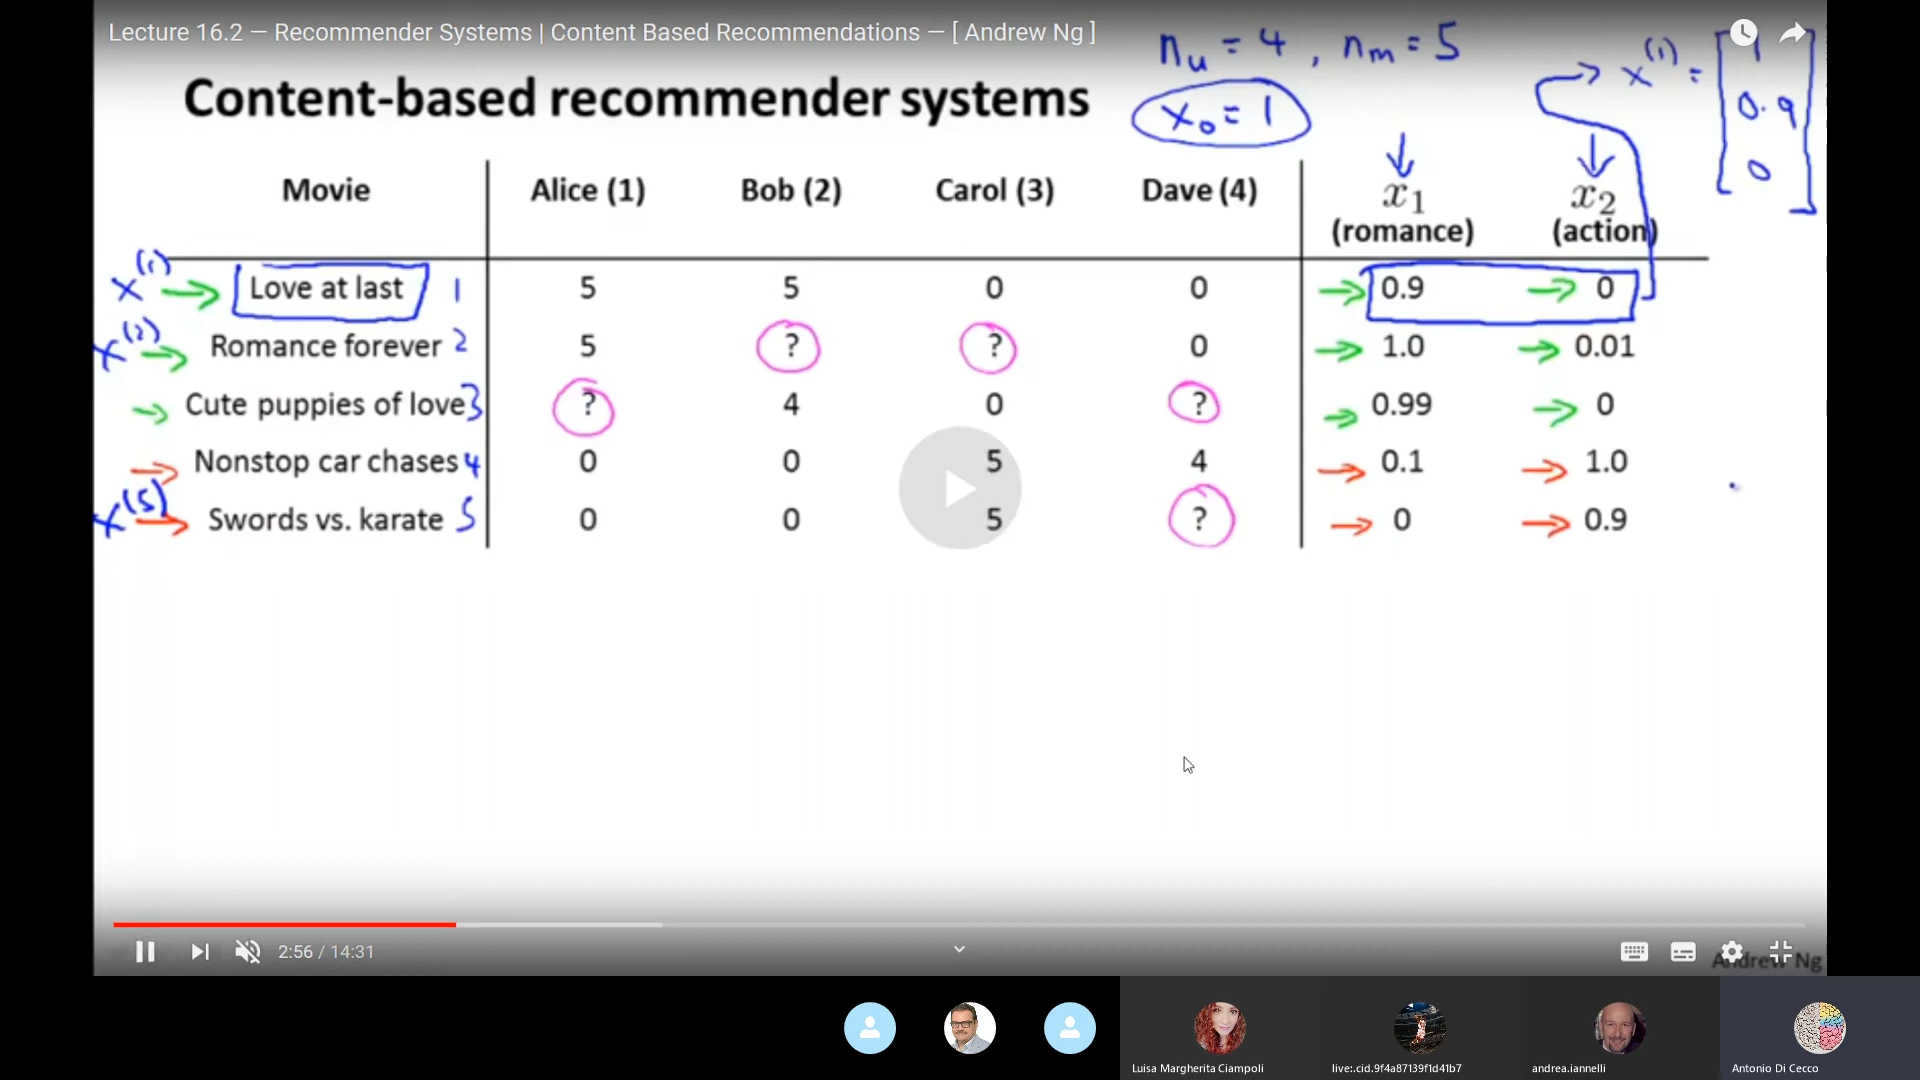 Lecture 16.2 — Recommender Systems | Content Based Recommendations — [ Andrew Ng ]
n_u = 4 , n_m = 5
x^(1) = [ 1 0.9 0 ]
Content-based recommender systems
x_0 = 1
Movie Alice (1) Bob (2) Carol (3) Dave (4) x_1 (romance) x_2 (action)
x^(1) Love at last 1 5 5 0 0 0.9 0
x^(2) Romance forever 2 5 ? ? 0 1.0 0.01
Cute puppies of love 3 ? 4 0 ? 0.99 0
Nonstop car chases 4 0 0 5 4 0.1 1.0
x^(5) Swords vs. karate 5 0 0 5 ? 0 0.9
2:56 / 14:31
Andrew Ng
Luisa Margherita Ciampoli
live:.cid.9f4a87139f1d41b7
andrea.iannelli
Antonio Di Cecco